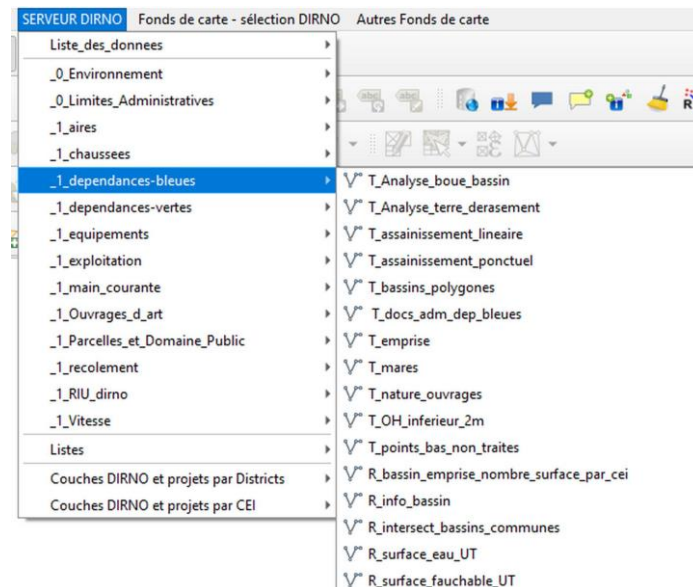 SERVEUR DIRNO Fonds de carte - sélection DIRNO Autres Fonds de carte
Liste_des_donnees
_0_Environnement
_0_Limites_Administratives
_1_aires
_1_chaussees
_1_dependances-bleues
_1_dependances-vertes
_1_equipements
_1_exploitation
_1_main_courante
_1_Ouvrages_d_art
_1_Parcelles_et_Domaine_Public
_1_recolement
_1_RIU_dirno
_1_Vitesse
Listes
Couches DIRNO et projets par Districts
Couches DIRNO et projets par CEI
T_Analyse_boue_bassin
T_Analyse_terre_derasement
T_assainissement_lineaire
T_assainissement_ponctuel
T_bassins_polygones
T_docs_adm_dep_bleues
T_emprise
T_mares
T_nature_ouvrages
T_OH_inferieur_2m
T_points_bas_non_traites
R_bassin_emprise_nombre_surface_par_cei
R_info_bassin
R_intersect_bassins_communes
R_surface_eau_UT
R_surface_fauchable_UT